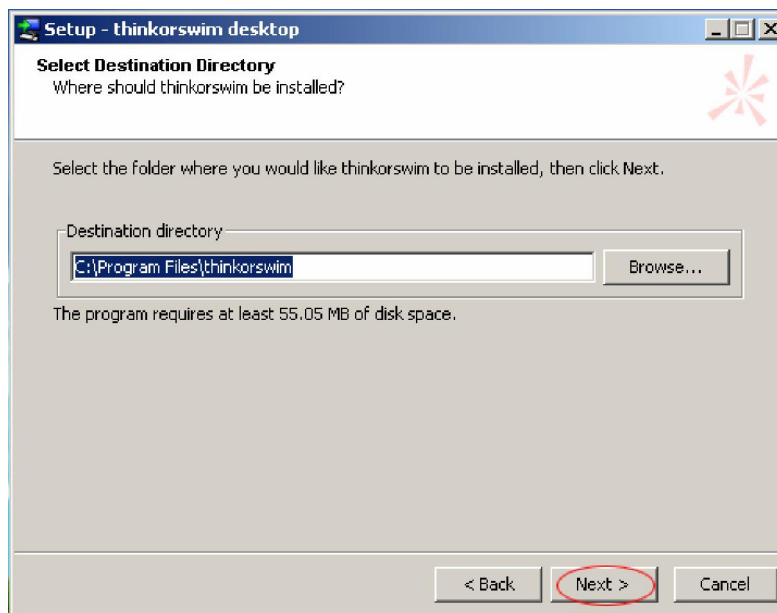 Setup - thinkorswim desktop
Select Destination Directory
Where should thinkorswim be installed?
Select the folder where you would like thinkorswim to be installed, then click Next.
Destination directory
C:\Program Files\thinkorswim
Browse...
The program requires at least 55.05 MB of disk space.
< Back
Next >
Cancel